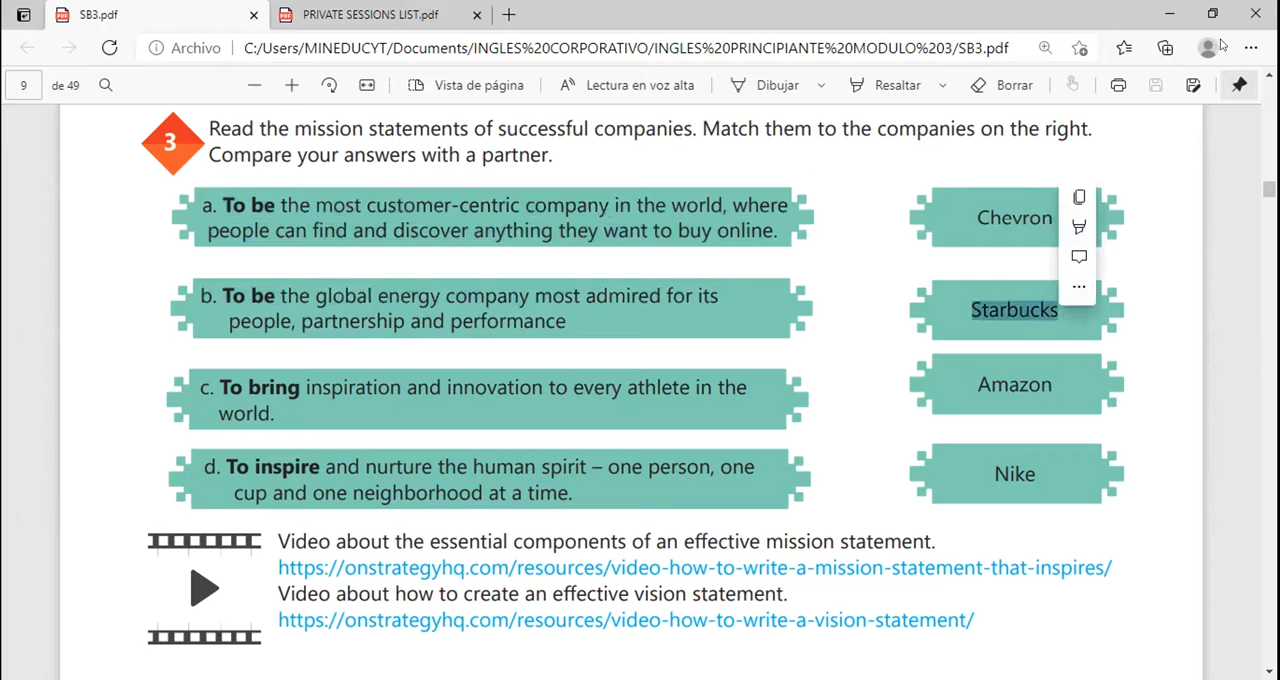 SB3.pdf
PRIVATE SESSIONS LIST.pdf
Archivo
C:/Users/MINEDUCYT/Documents/INGLES%20CORPORATIVO/INGLES%20PRINCIPIANTE%20MODULO%203/SB3.pdf
9 de 49
Vista de página
Lectura en voz alta
Dibujar
Resaltar
Borrar
3
Read the mission statements of successful companies. Match them to the companies on the right.
Compare your answers with a partner.
a. To be the most customer-centric company in the world, where
people can find and discover anything they want to buy online.
Chevron
b. To be the global energy company most admired for its
people, partnership and performance
Starbucks
c. To bring inspiration and innovation to every athlete in the
world.
Amazon
d. To inspire and nurture the human spirit – one person, one
cup and one neighborhood at a time.
Nike
Video about the essential components of an effective mission statement.
https://onstrategyhq.com/resources/video-how-to-write-a-mission-statement-that-inspires/
Video about how to create an effective vision statement.
https://onstrategyhq.com/resources/video-how-to-write-a-vision-statement/